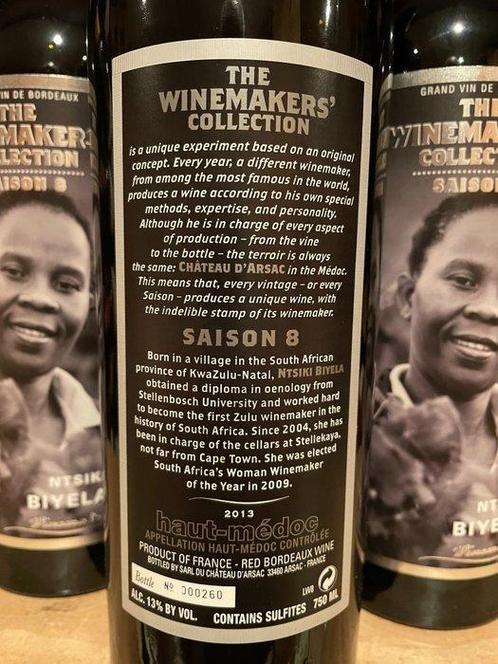 THE
WINEMAKERS'
COLLECTION
is a unique experiment based on an original
concept. Every year, a different winemaker,
from among the most famous in the world,
produces a wine according to his own special
methods, expertise, and personality.
Although he is in charge of every aspect
of production – from the vine
to the bottle – the terroir is always
the same: CHÂTEAU D'ARSAC in the Médoc.
This means that, every vintage – or every
Saison – produces a unique wine, with
the indelible stamp of its winemaker.
SAISON 8
Born in a village in the South African
province of KwaZulu-Natal, NTSIKI BIYELA
obtained a diploma in oenology from
Stellenbosch University and worked hard
to become the first Zulu winemaker in the
history of South Africa. Since 2004, she has
been in charge of the cellars at Stellekaya,
not far from Cape Town. She was elected
South Africa's Woman Winemaker
of the Year in 2009.
2013
haut-médoc
APPELLATION HAUT-MÉDOC CONTRÔLÉE
PRODUCT OF FRANCE - RED BORDEAUX WINE
BOTTLED BY SARL DU CHÂTEAU D'ARSAC 33460 ARSAC - FRANCE
Bottle Nº 000260
LW8
ALC. 13% BY VOL. CONTAINS SULFITES 750 ML
DE BORDEAUX
THE
MAKERS
COLLECTION
SAISON 8
NTSIK
BIYELA
GRAND VIN DE
TH
WINEMA
COLLEC
SAISO
NTS
BIYE